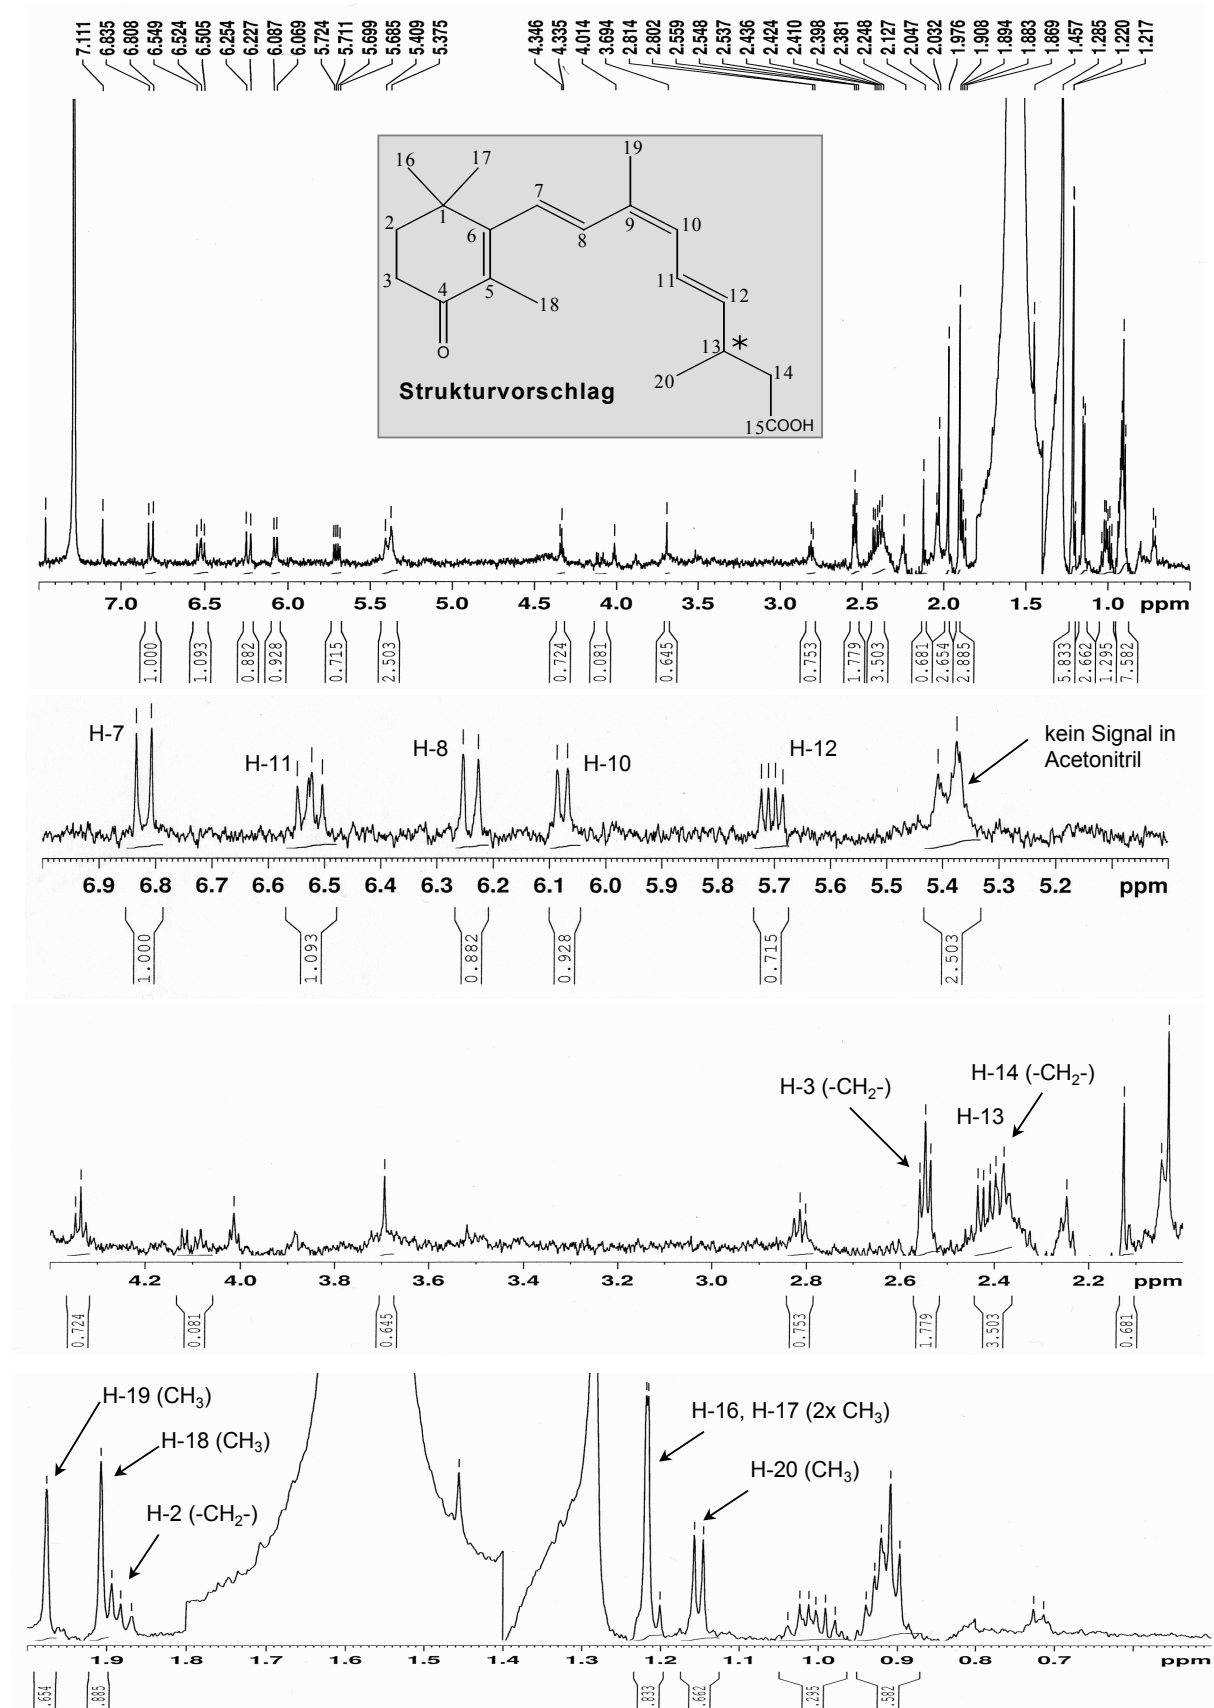 7.111 6.835 6.808 6.549 6.524 6.505 6.254 6.227 6.087 6.069 5.724 5.711 5.699 5.685 5.409 5.375 4.346 4.335 4.014 3.694 2.814 2.802 2.559 2.548 2.537 2.436 2.424 2.410 2.398 2.381 2.248 2.127 2.047 2.032 1.976 1.908 1.894 1.883 1.869 1.457 1.285 1.220 1.217
16 17 19
7
2 1 6 8 9 10
3 4 5 11 12
18
O 13 *
20 14
Strukturvorschlag
15COOH
7.0 6.5 6.0 5.5 5.0 4.5 4.0 3.5 3.0 2.5 2.0 1.5 1.0 ppm
1.000 1.093 0.882 0.928 0.715 2.503 0.724 0.081 0.645 0.753 1.779 3.503 0.681 2.654 2.885 5.833 2.662 1.295 7.582
H-7 H-11 H-8 H-10 H-12 kein Signal in
Acetonitril
6.9 6.8 6.7 6.6 6.5 6.4 6.3 6.2 6.1 6.0 5.9 5.8 5.7 5.6 5.5 5.4 5.3 5.2 ppm
1.000 1.093 0.882 0.928 0.715 2.503
H-3 (-CH₂-) H-14 (-CH₂-)
H-13
4.2 4.0 3.8 3.6 3.4 3.2 3.0 2.8 2.6 2.4 2.2 ppm
0.724 0.081 0.645 0.753 1.779 3.503 0.681
H-19 (CH₃)
H-18 (CH₃)
H-2 (-CH₂-)
H-16, H-17 (2x CH₃)
H-20 (CH₃)
1.9 1.8 1.7 1.6 1.5 1.4 1.3 1.2 1.1 1.0 0.9 0.8 0.7 ppm
.654 .885 .833 .662 .295 .582